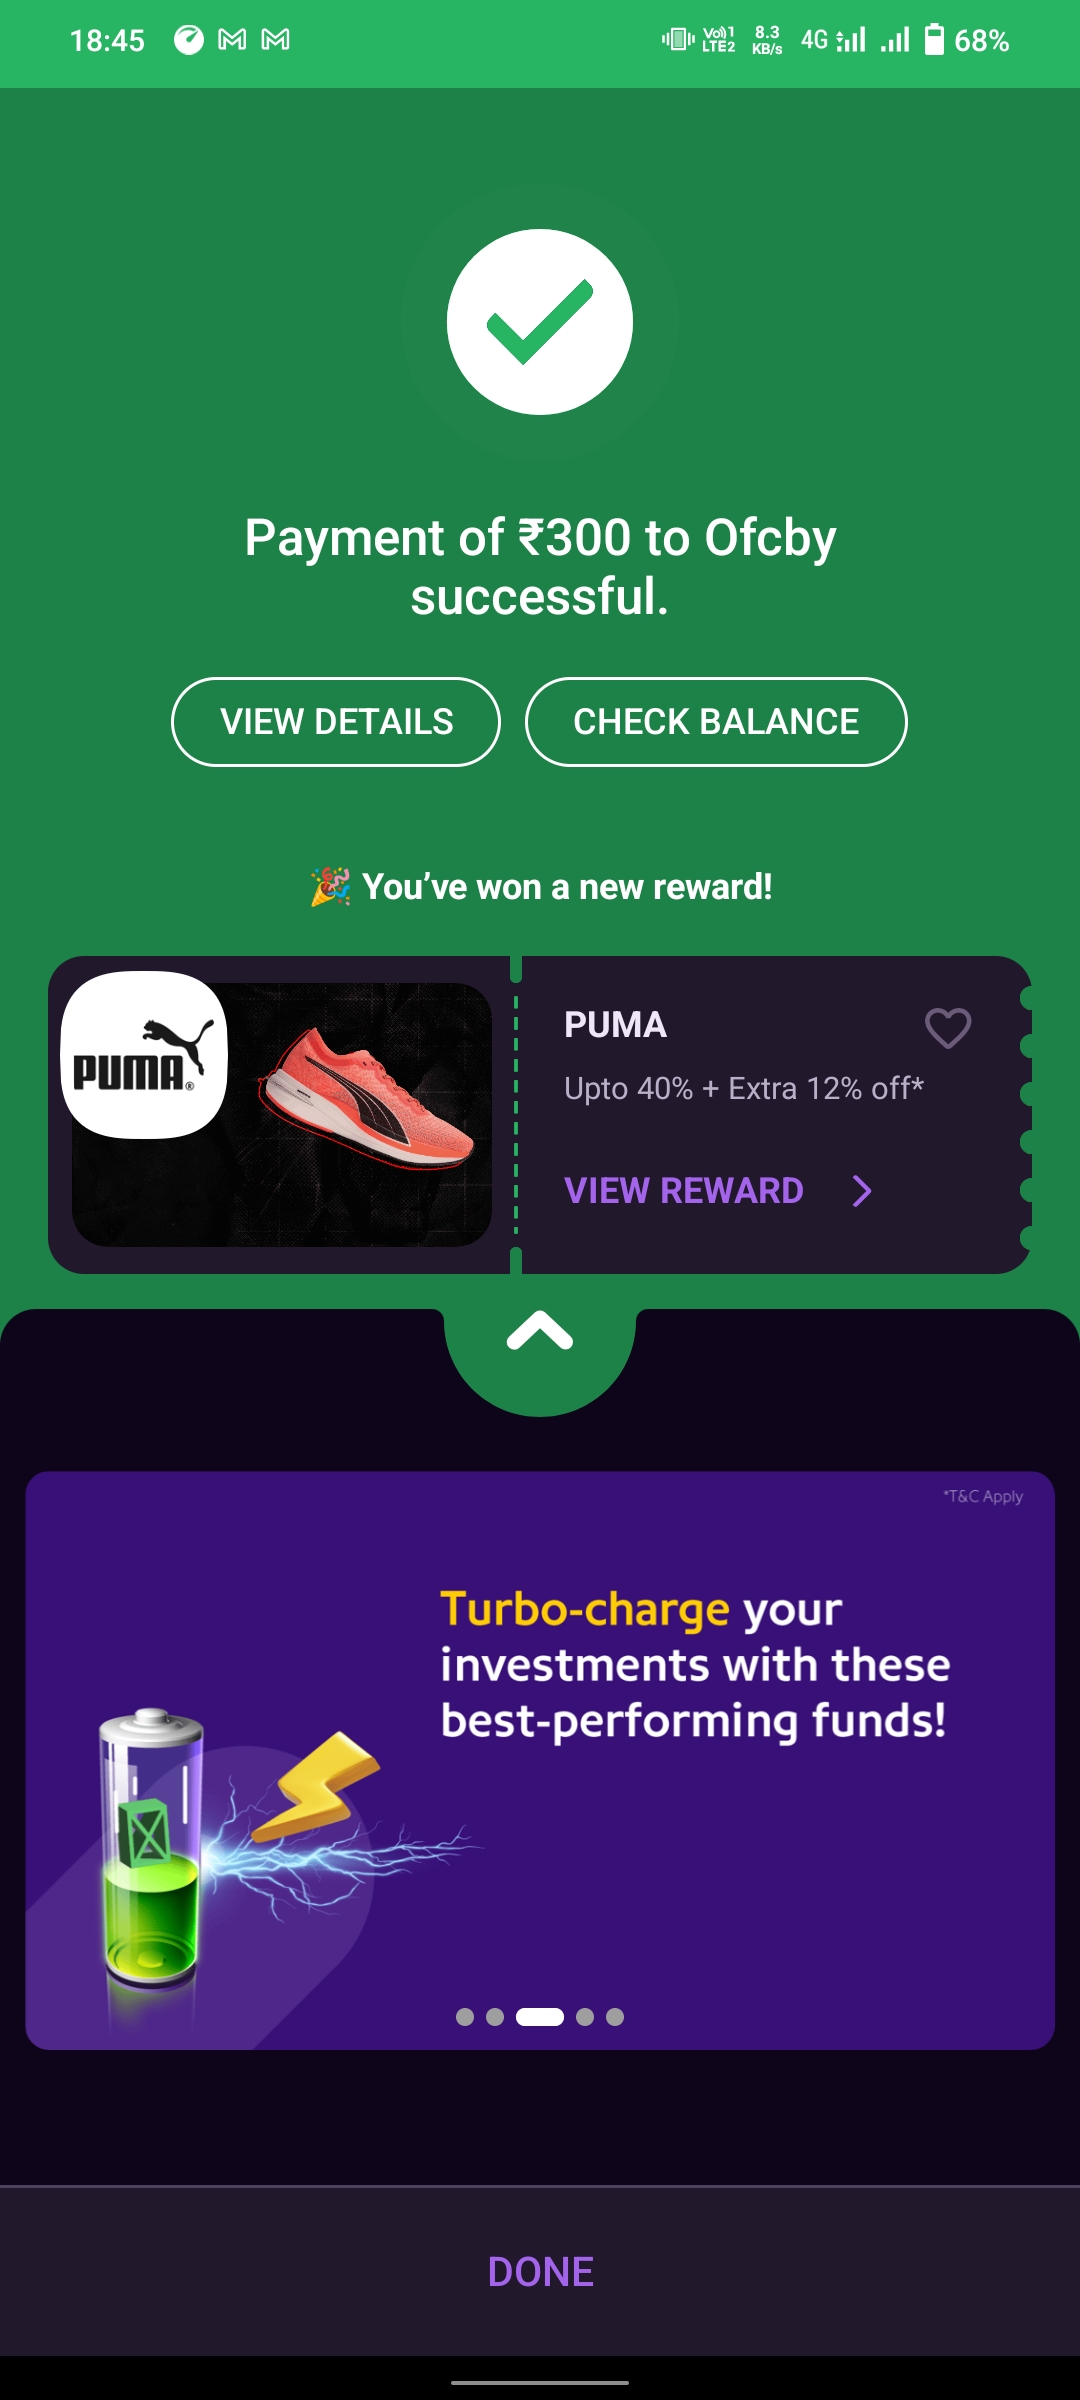 18:45
Vo))1
LTE2
8.3
KB/s
4G
68%
Payment of ₹300 to Ofcby
successful.
VIEW DETAILS
CHECK BALANCE
🎉 You’ve won a new reward!
PUMA®
PUMA
Upto 40% + Extra 12% off*
VIEW REWARD
*T&C Apply
Turbo-charge your
investments with these
best-performing funds!
DONE